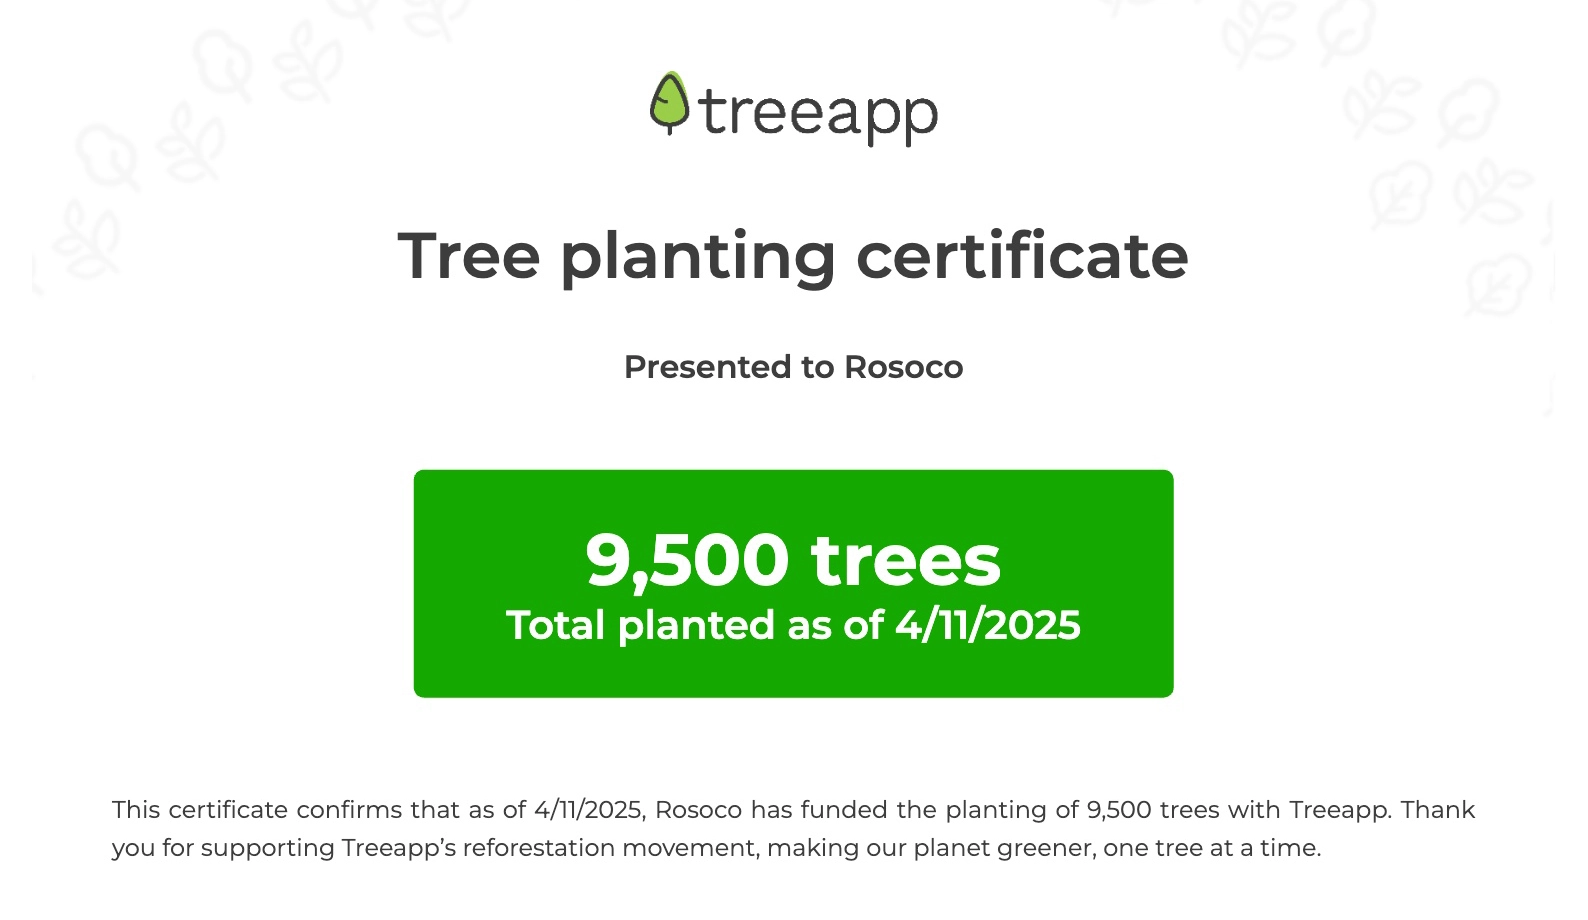 treeapp
Tree planting certificate
Presented to Rosoco
9,500 trees
Total planted as of 4/11/2025
This certificate confirms that as of 4/11/2025, Rosoco has funded the planting of 9,500 trees with Treeapp. Thank
you for supporting Treeapp’s reforestation movement, making our planet greener, one tree at a time.